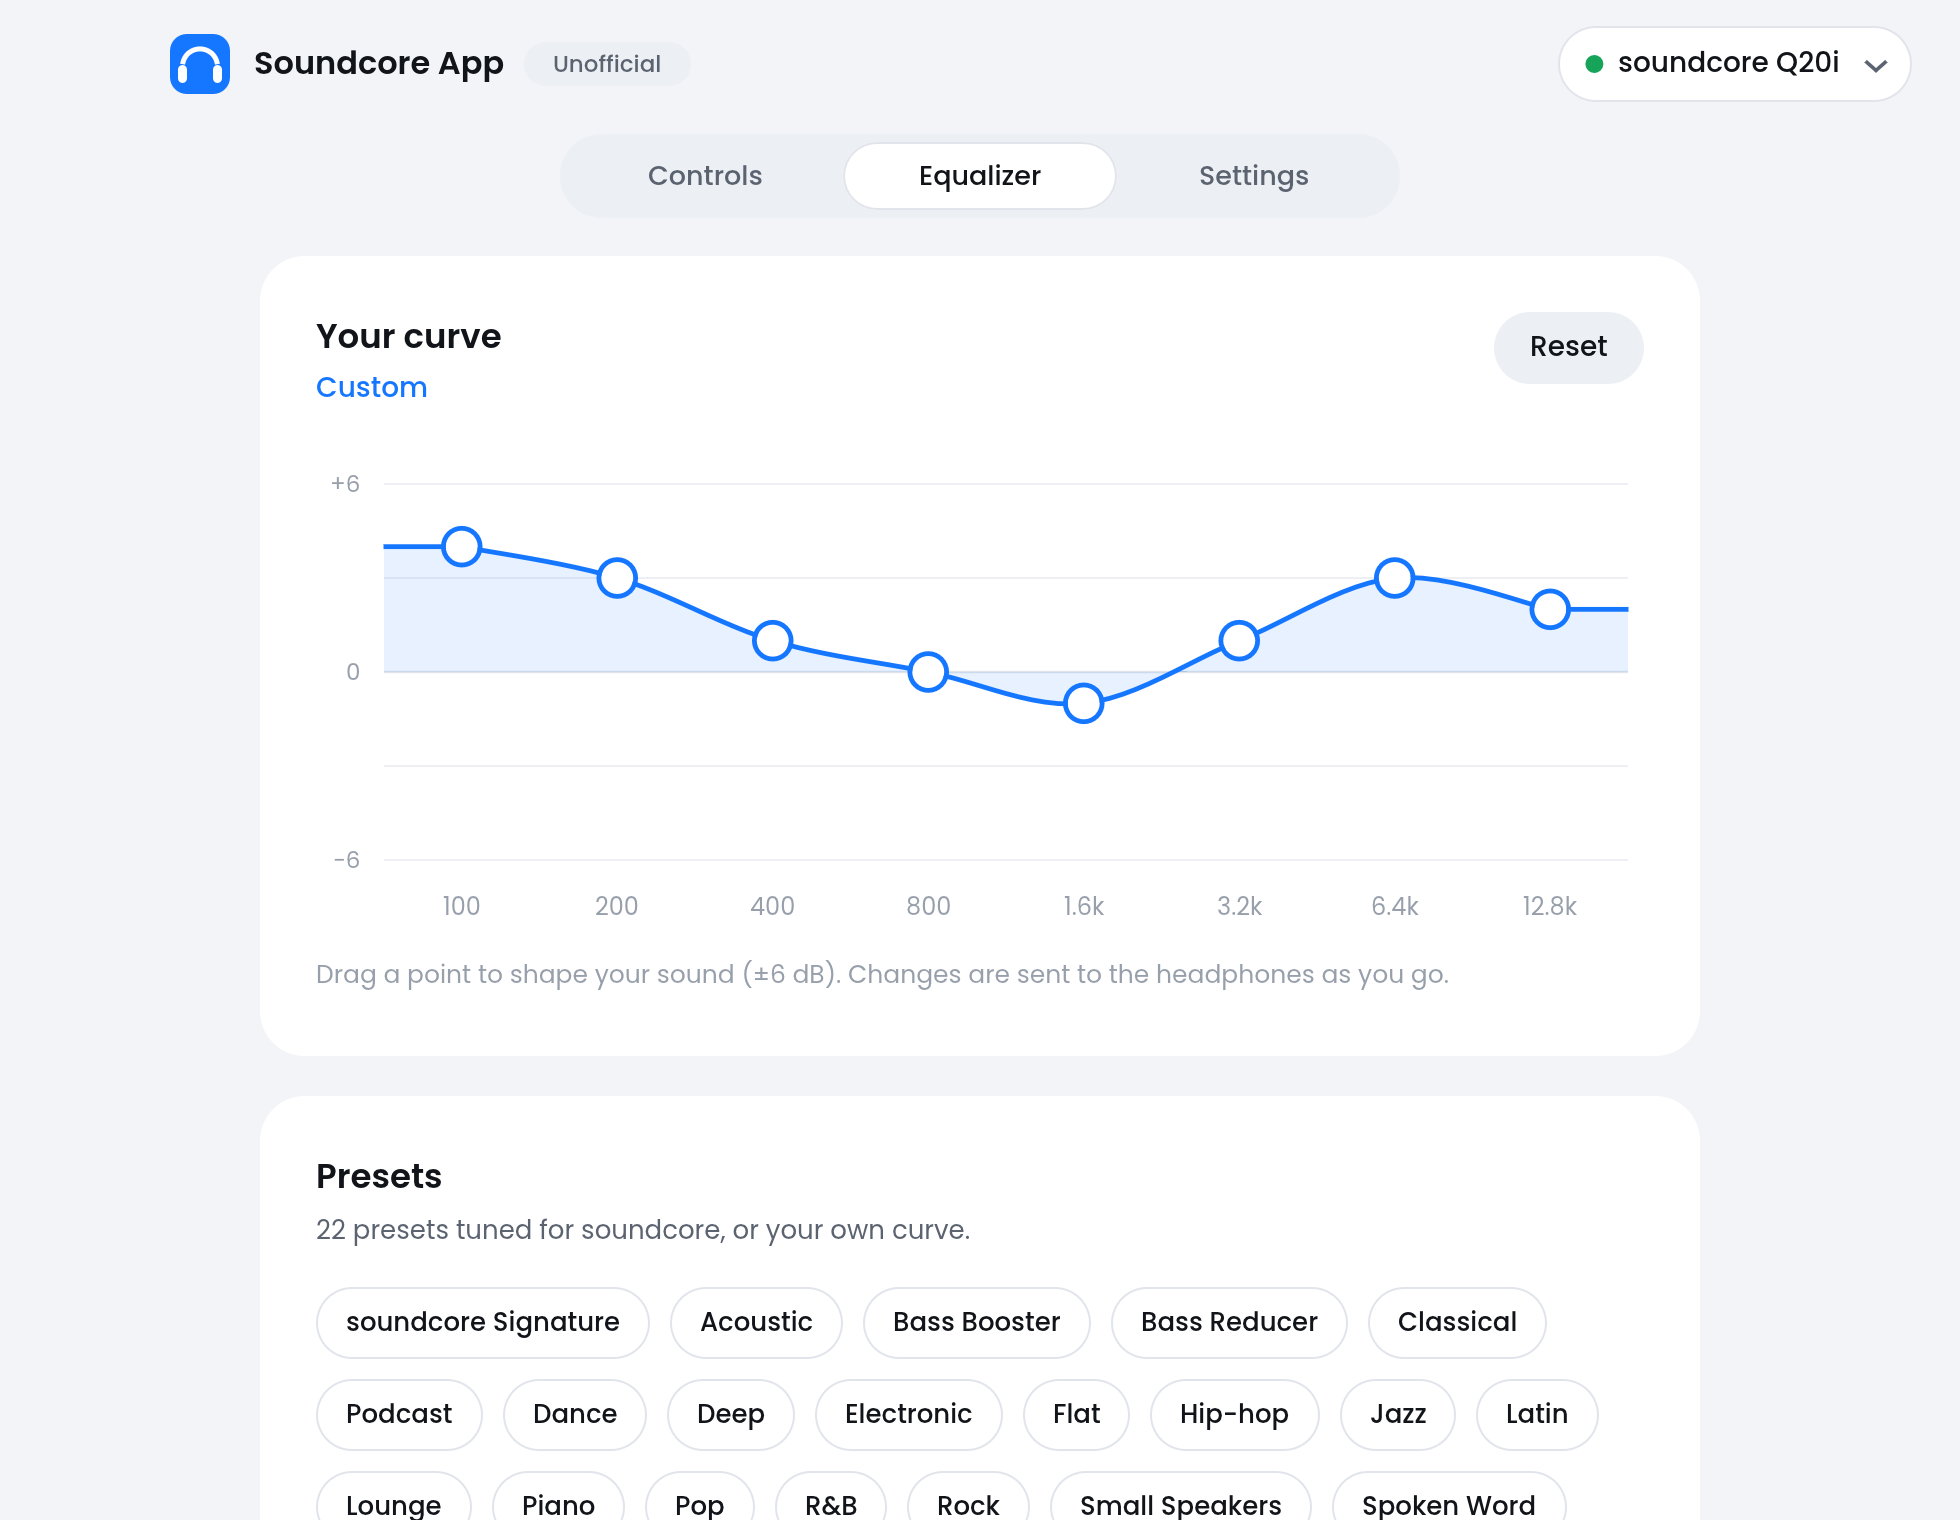 Soundcore App
Unofficial
soundcore Q20i
Controls
Equalizer
Settings
Your curve
Reset
Custom
+6
0
-6
100 200 400 800 1.6k 3.2k 6.4k 12.8k
Drag a point to shape your sound (±6 dB). Changes are sent to the headphones as you go.
Presets
22 presets tuned for soundcore, or your own curve.
soundcore Signature Acoustic Bass Booster Bass Reducer Classical
Podcast Dance Deep Electronic Flat Hip-hop Jazz Latin
Lounge Piano Pop R&B Rock Small Speakers Spoken Word